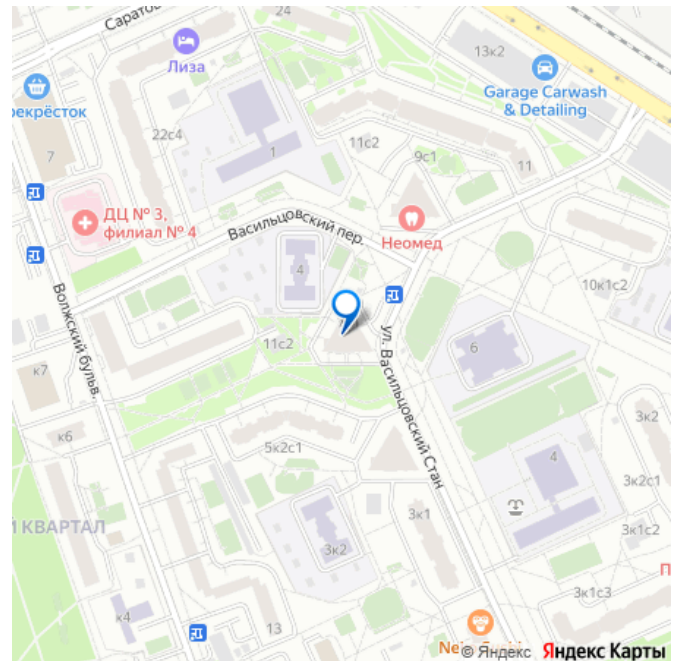 Саратов
24
Лиза
13к2
Garage Carwash
& Detailing
рекрёсток
22с4
11с2
9с1
7
1
11
ДЦ № 3,
филиал № 4
Васильцовский пер.
Неомед
4
10к1с2
Волжский бульв.
11с2
6
ул. Васильцовский Стан
к7
к6
5к2с1
3к2
4
3к2с1
3к1
Й КВАРТАЛ
3к2
3к1с2
П
3к1с3
к4
13
© Яндекс Яндекс Карты